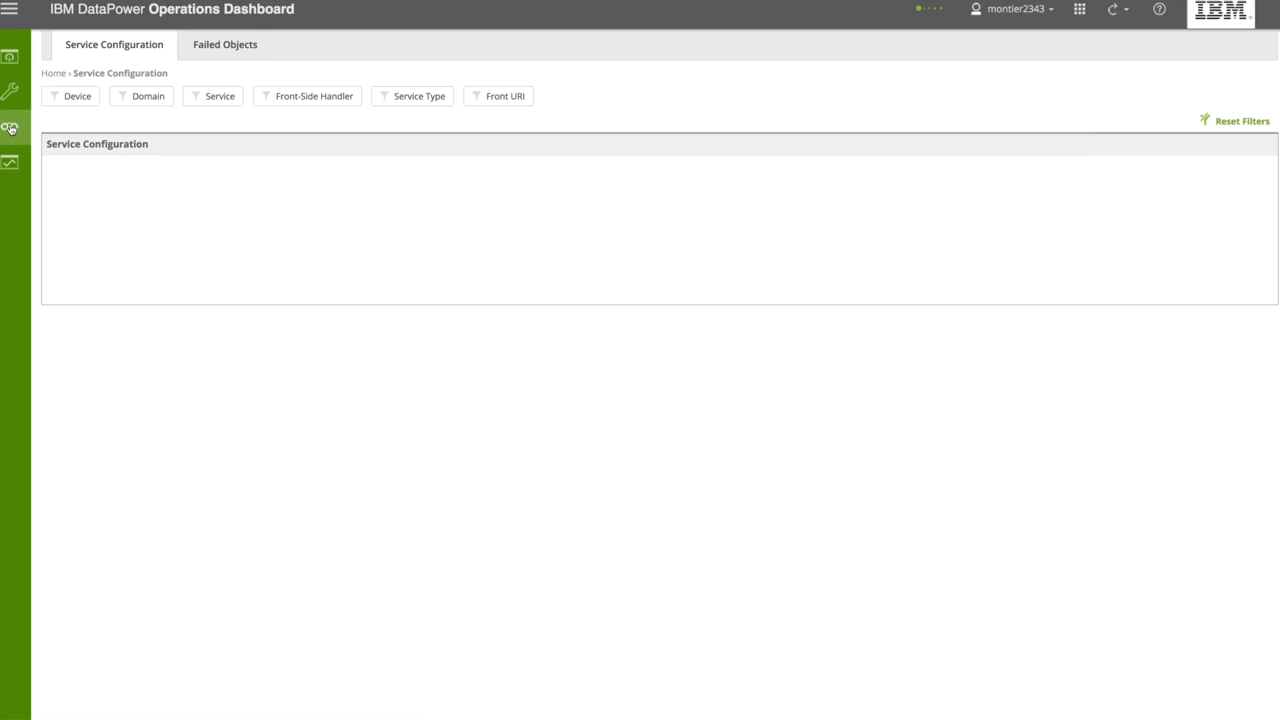 IBM DataPower Operations Dashboard
montier2343
IBM
Service Configuration
Failed Objects
Home › Service Configuration
Device
Domain
Service
Front-Side Handler
Service Type
Front URI
Reset Filters
Service Configuration